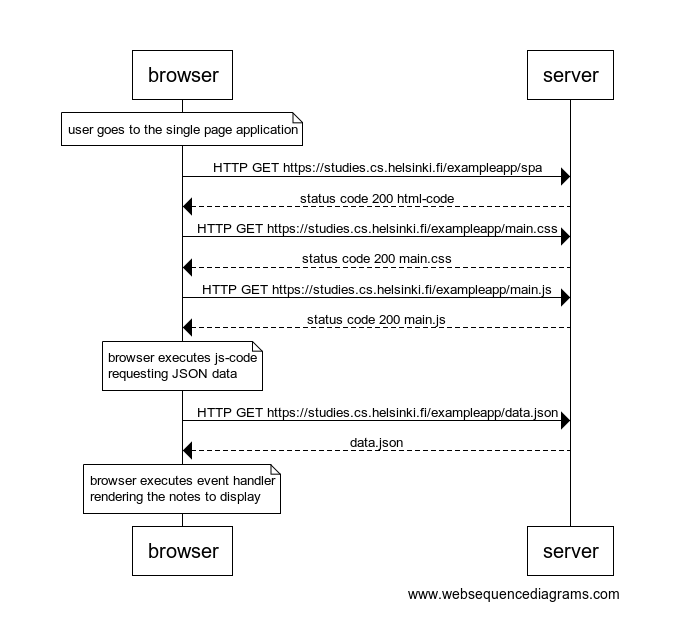 browser
server
user goes to the single page application
HTTP GET https://studies.cs.helsinki.fi/exampleapp/spa
status code 200 html-code
HTTP GET https://studies.cs.helsinki.fi/exampleapp/main.css
status code 200 main.css
HTTP GET https://studies.cs.helsinki.fi/exampleapp/main.js
status code 200 main.js
browser executes js-code
requesting JSON data
HTTP GET https://studies.cs.helsinki.fi/exampleapp/data.json
data.json
browser executes event handler
rendering the notes to display
browser
server
www.websequencediagrams.com